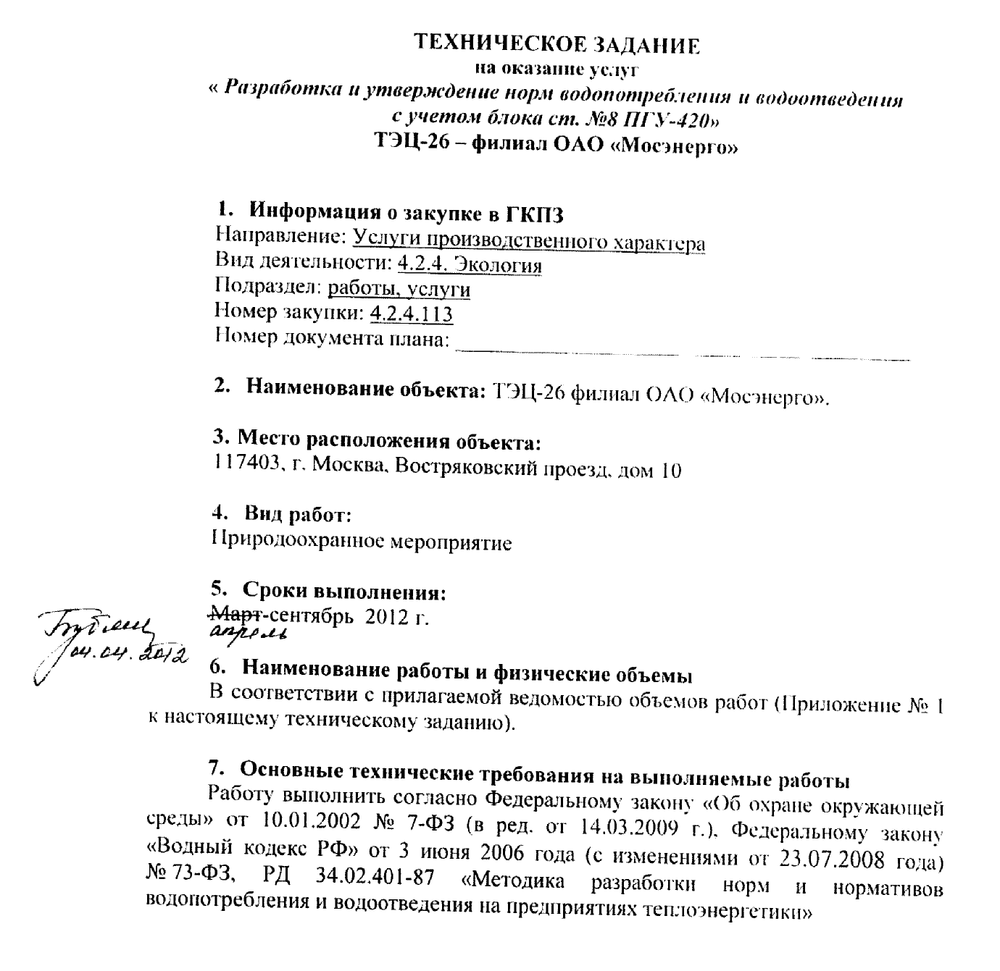 ТЕХНИЧЕСКОЕ ЗАДАНИЕ
на оказание услуг
« Разработка и утверждение норм водопотребления и водоотведения
с учетом блока ст. №8 ПГУ-420»
ТЭЦ-26 – филиал ОАО «Мосэнерго»
1. Информация о закупке в ГКПЗ
Направление: Услуги производственного характера
Вид деятельности: 4.2.4. Экология
Подраздел: работы, услуги
Номер закупки: 4.2.4.113
Номер документа плана:
2. Наименование объекта: ТЭЦ-26 филиал ОАО «Мосэнерго».
3. Место расположения объекта:
117403, г. Москва, Востряковский проезд, дом 10
4. Вид работ:
Природоохранное мероприятие
5. Сроки выполнения:
Март-сентябрь 2012 г.
апрель
04.04.2012
6. Наименование работы и физические объемы
В соответствии с прилагаемой ведомостью объемов работ (Приложение № 1
к настоящему техническому заданию).
7. Основные технические требования на выполняемые работы
Работу выполнить согласно Федеральному закону «Об охране окружающей
среды» от 10.01.2002 № 7-ФЗ (в ред. от 14.03.2009 г.), Федеральному закону
«Водный кодекс РФ» от 3 июня 2006 года (с изменениями от 23.07.2008 года)
№ 73-ФЗ, РД 34.02.401-87 «Методика разработки норм и нормативов
водопотребления и водоотведения на предприятиях теплоэнергетики»